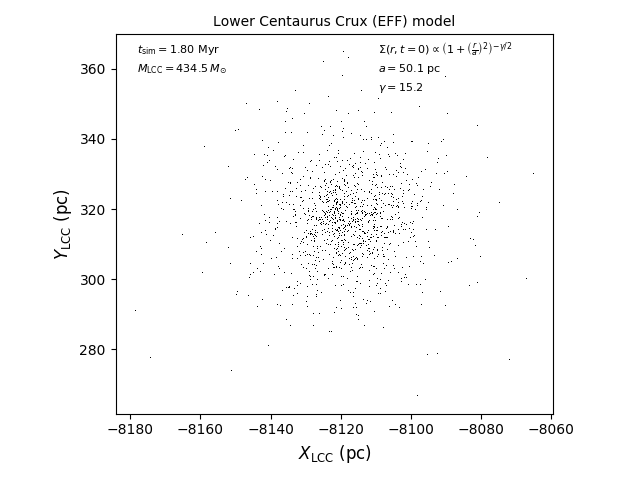 Lower Centaurus Crux (EFF) model
t_sim = 1.80 Myr
M_LCC = 434.5 M_⊙
Σ(r, t = 0) ∝ (1 + (r/a)²)^(−γ/2)
a = 50.1 pc
γ = 15.2
360
340
320
300
280
Y_LCC (pc)
−8180 −8160 −8140 −8120 −8100 −8080 −8060
X_LCC (pc)